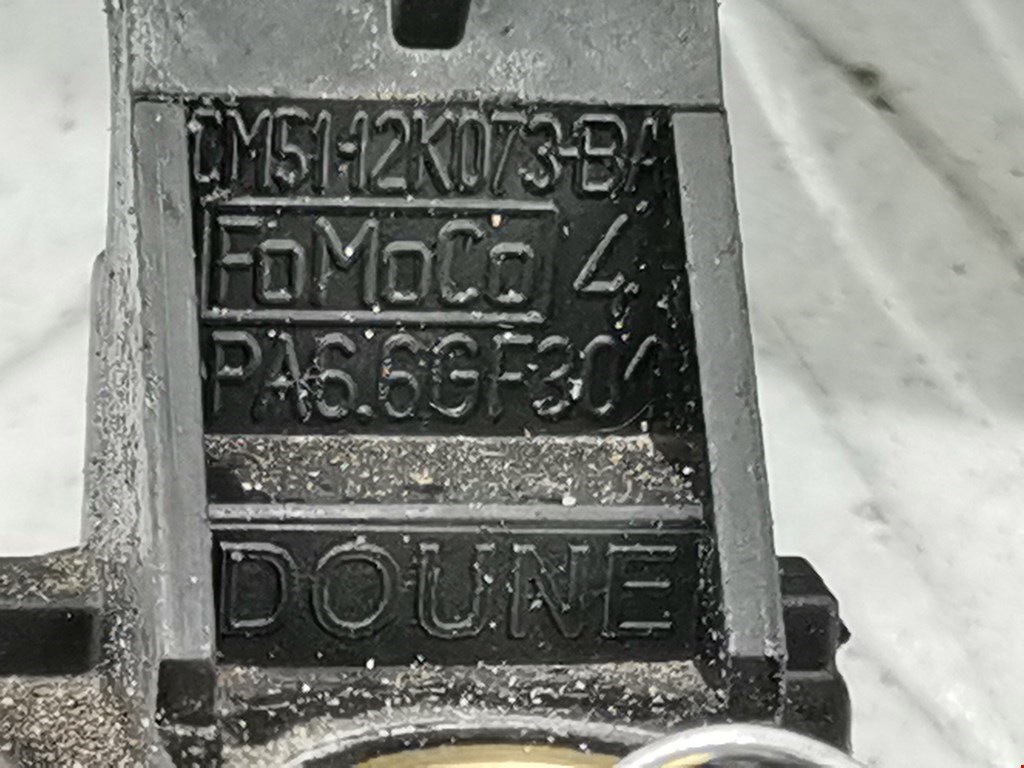 CM51-12K073-BA
FoMoCo 4
PA6.6GF30
DOUNE